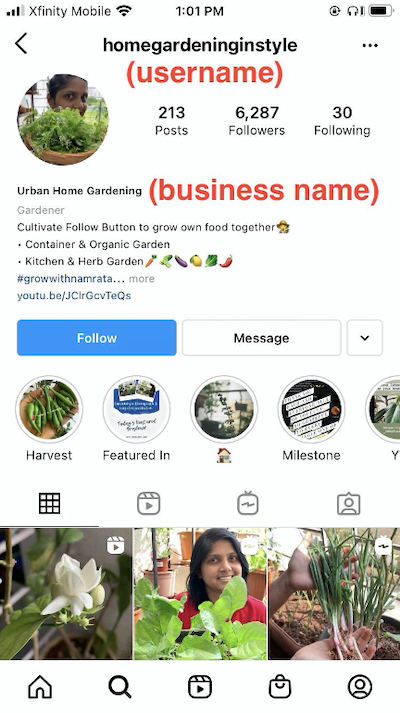 Xfinity Mobile 1:01 PM
homegardeninginstyle
(username)
213 6,287 30
Posts Followers Following
Urban Home Gardening (business name)
Gardener
Cultivate Follow Button to grow own food together👩‍🌾
• Container & Organic Garden
• Kitchen & Herb Garden🥕🥦🍆🍋🥬🌶️
#growwithnamrata... more
youtu.be/JClrGcvTeQs
Follow Message
Today's Featured
Gardener
Harvest Featured In 🏠 Milestone Y